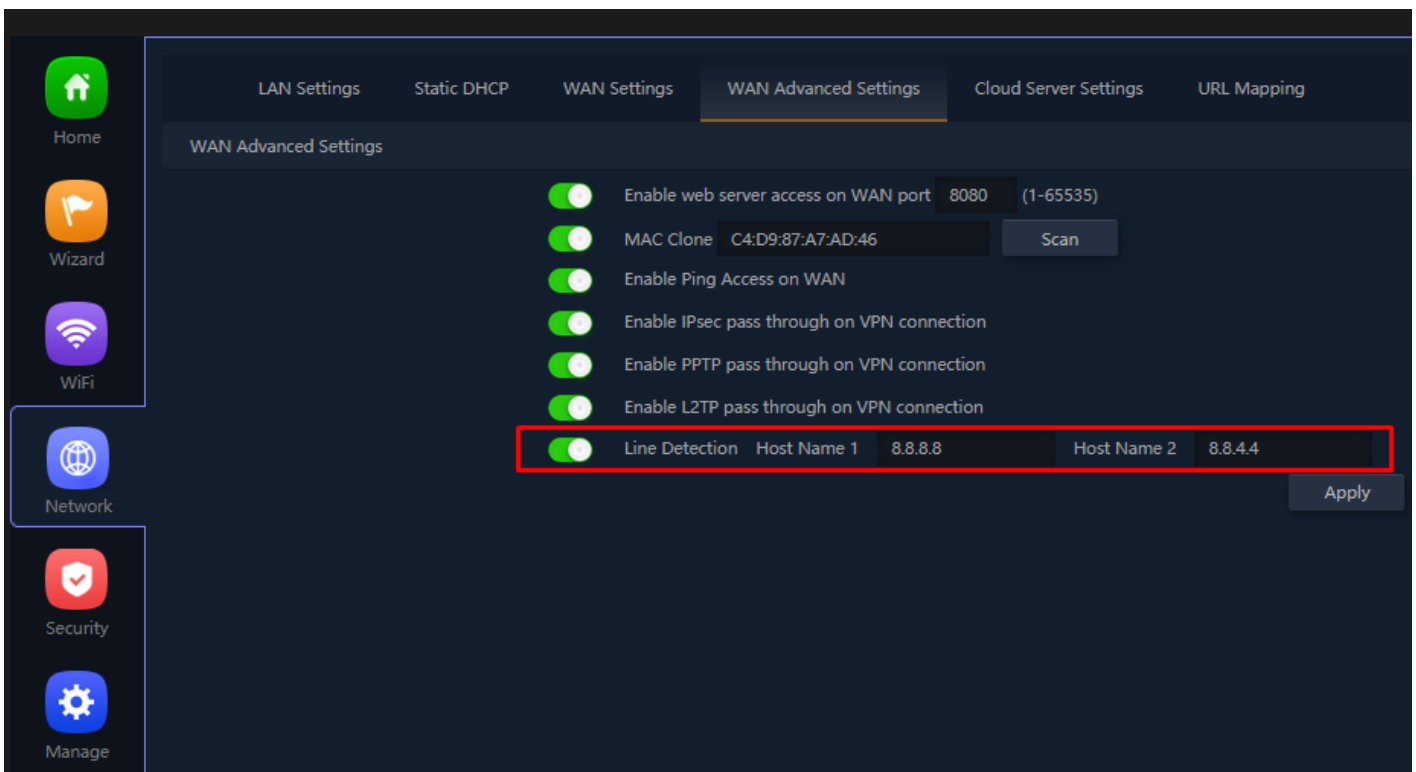 Home
Wizard
WiFi
Network
Security
Manage
LAN Settings Static DHCP WAN Settings WAN Advanced Settings Cloud Server Settings URL Mapping
WAN Advanced Settings
Enable web server access on WAN port 8080 (1-65535)
MAC Clone C4:D9:87:A7:AD:46 Scan
Enable Ping Access on WAN
Enable IPsec pass through on VPN connection
Enable PPTP pass through on VPN connection
Enable L2TP pass through on VPN connection
Line Detection Host Name 1 8.8.8.8 Host Name 2 8.8.4.4
Apply